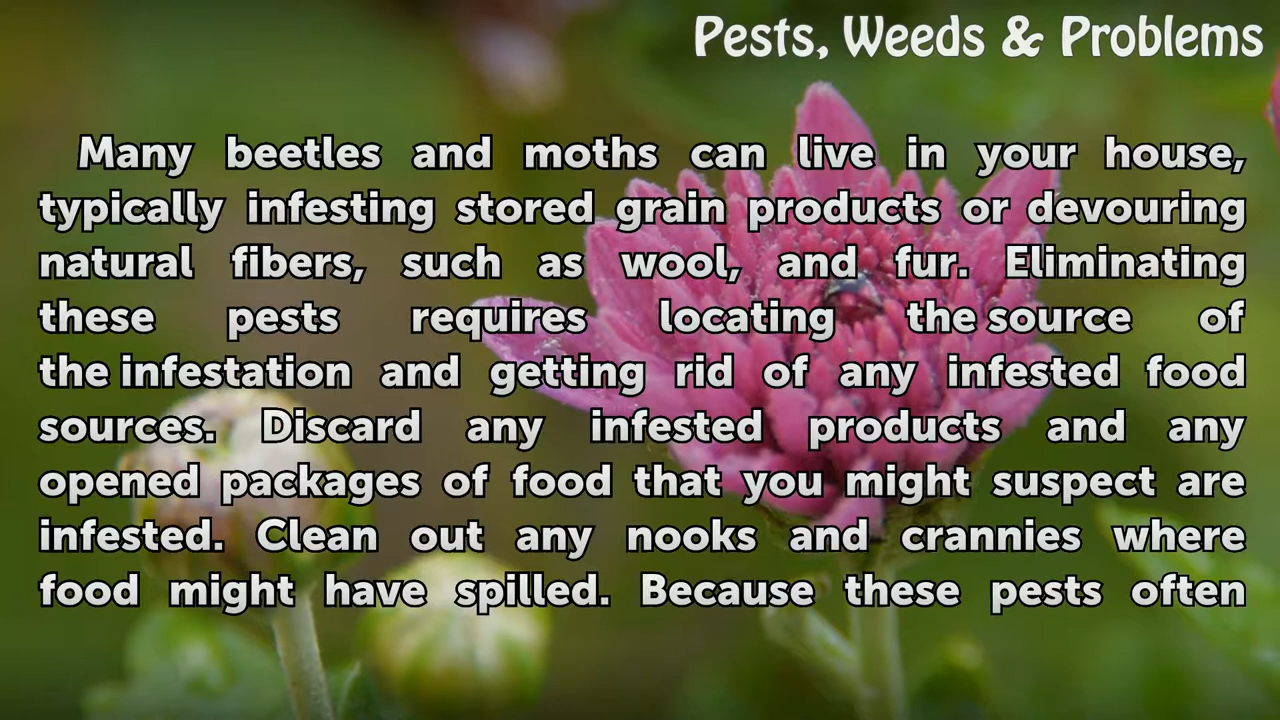 Pests, Weeds & Problems
Many beetles and moths can live in your house,
typically infesting stored grain products or devouring
natural fibers, such as wool, and fur. Eliminating
these pests requires locating the source of
the infestation and getting rid of any infested food
sources. Discard any infested products and any
opened packages of food that you might suspect are
infested. Clean out any nooks and crannies where
food might have spilled. Because these pests often